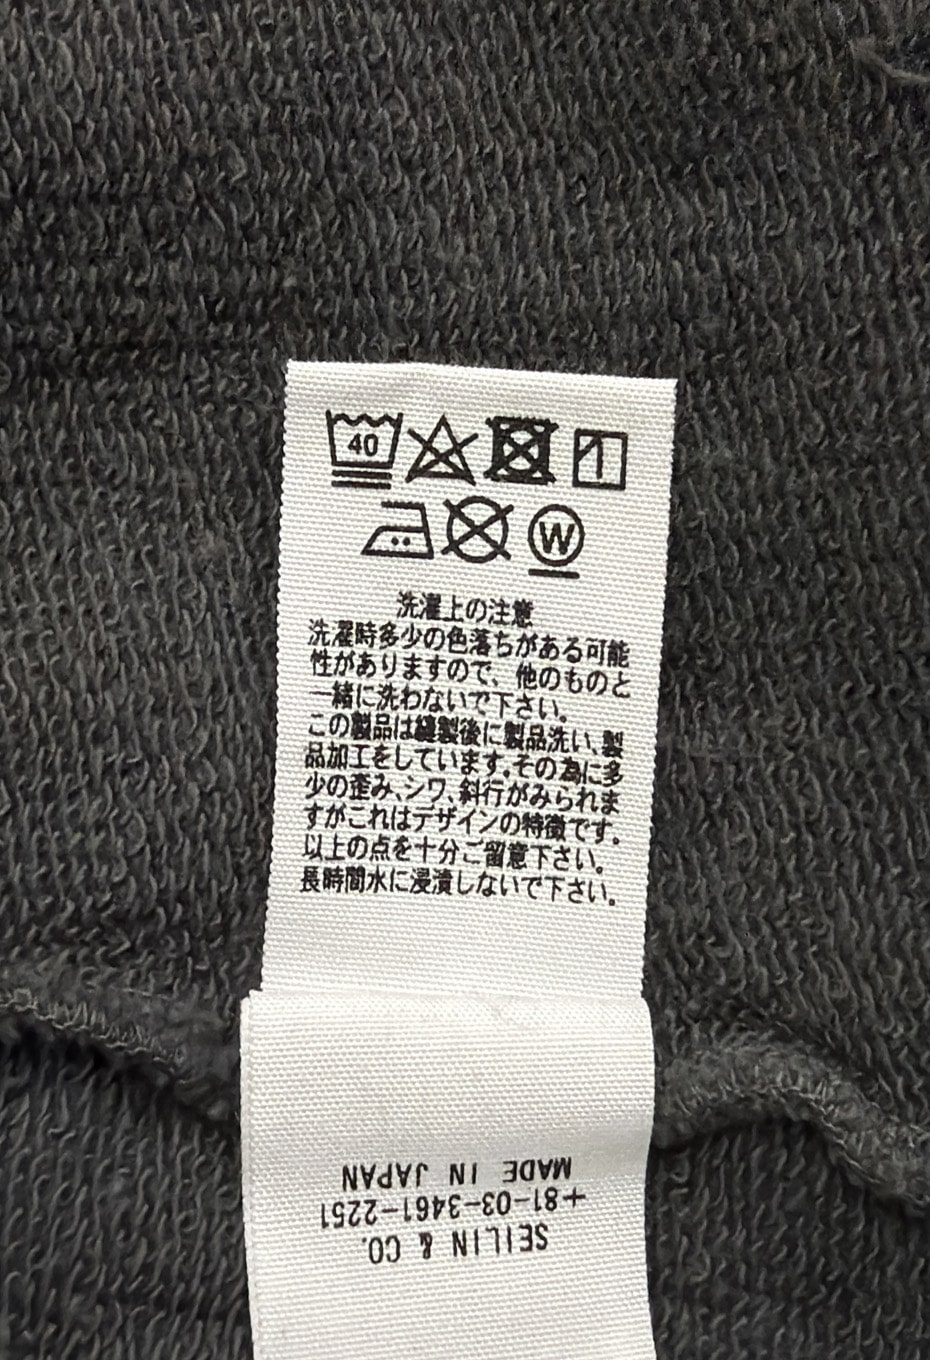 40
W
洗濯上の注意
洗濯時多少の色落ちがある可能
性がありますので、他のものと
一緒に洗わないで下さい。
この製品は縫製後に製品洗い、製
品加工をしています。その為に多
少の歪み、シワ、斜行がみられま
すがこれはデザインの特徴です。
以上の点を十分ご留意下さい。
長時間水に浸漬しないで下さい。
SEILIN & CO.
+81-03-3461-2251
MADE IN JAPAN